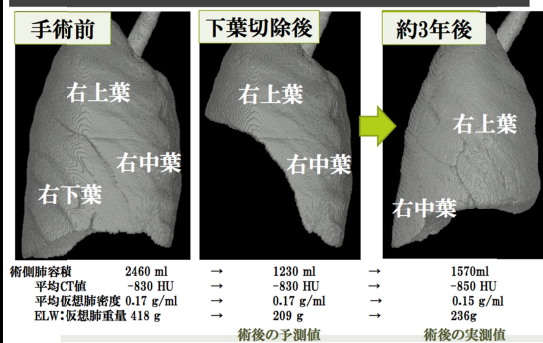 手術前
下葉切除後
約3年後
右上葉
右中葉
右下葉
右上葉
右中葉
右上葉
右中葉
術側肺容積 2460 ml → 1230 ml → 1570ml
平均CT値 -830 HU → -830 HU → -850 HU
平均仮想肺密度 0.17 g/ml → 0.17 g/ml → 0.15 g/ml
ELW:仮想肺重量 418 g → 209 g → 236g
術後の予測値 術後の実測値